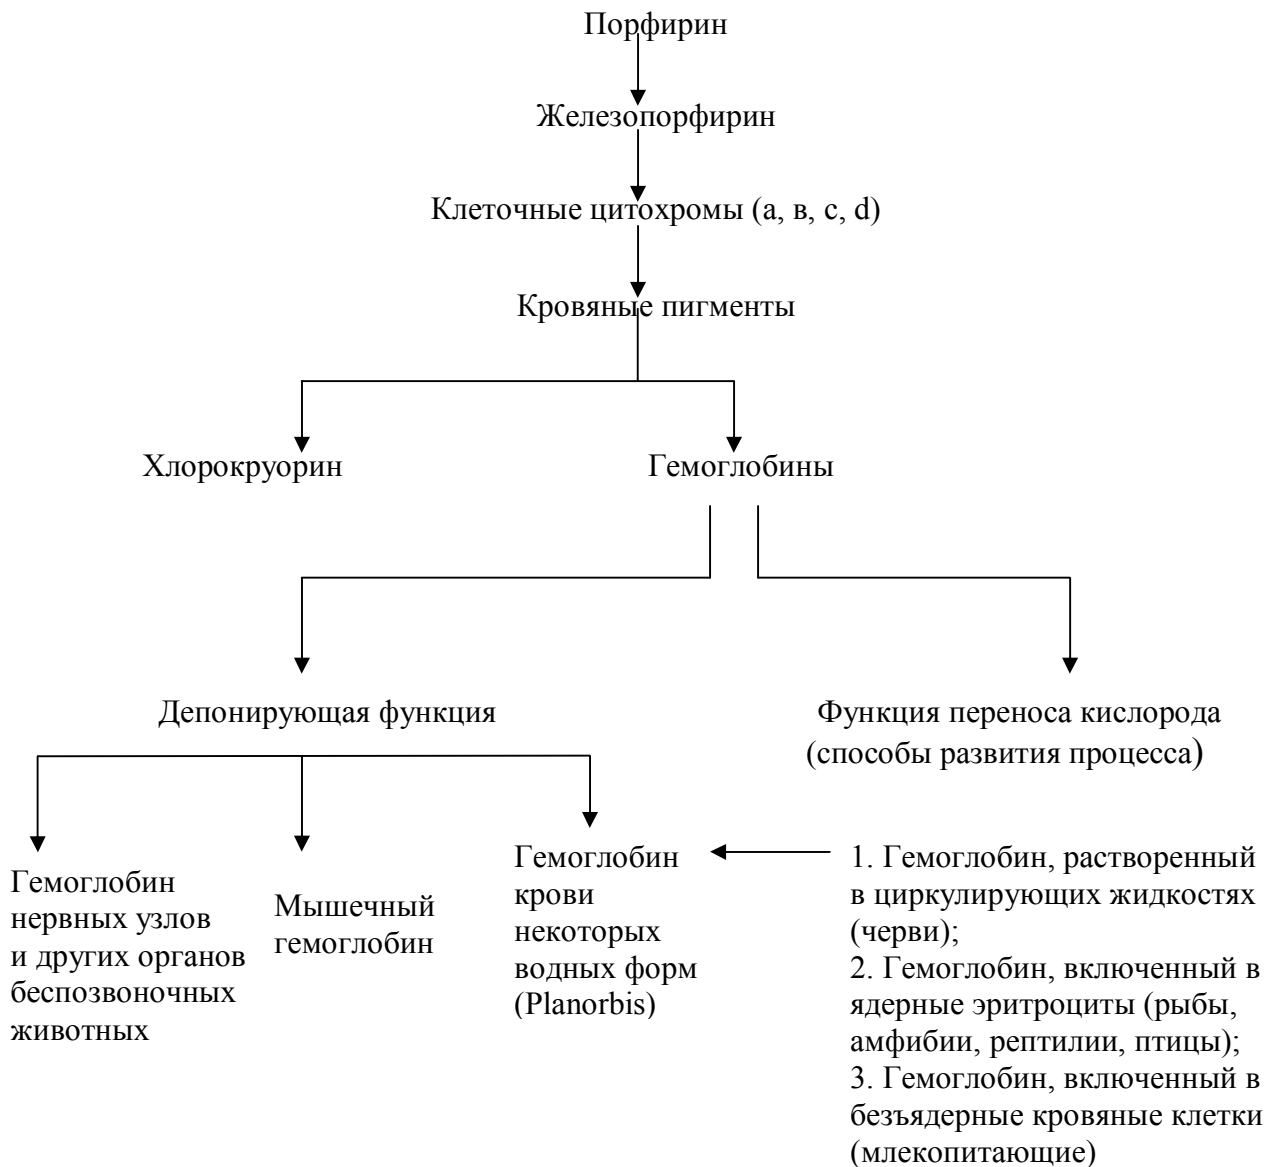 Порфирин
Железопорфирин
Клеточные цитохромы (a, в, c, d)
Кровяные пигменты
Хлорокруорин
Гемоглобины
Депонирующая функция
Функция переноса кислорода
(способы развития процесса)
Гемоглобин
нервных узлов
и других органов
беспозвоночных
животных
Мышечный
гемоглобин
Гемоглобин
крови
некоторых
водных форм
(Planorbis)
1. Гемоглобин, растворенный
в циркулирующих жидкостях
(черви);
2. Гемоглобин, включенный в
ядерные эритроциты (рыбы,
амфибии, рептилии, птицы);
3. Гемоглобин, включенный в
безъядерные кровяные клетки
(млекопитающие)